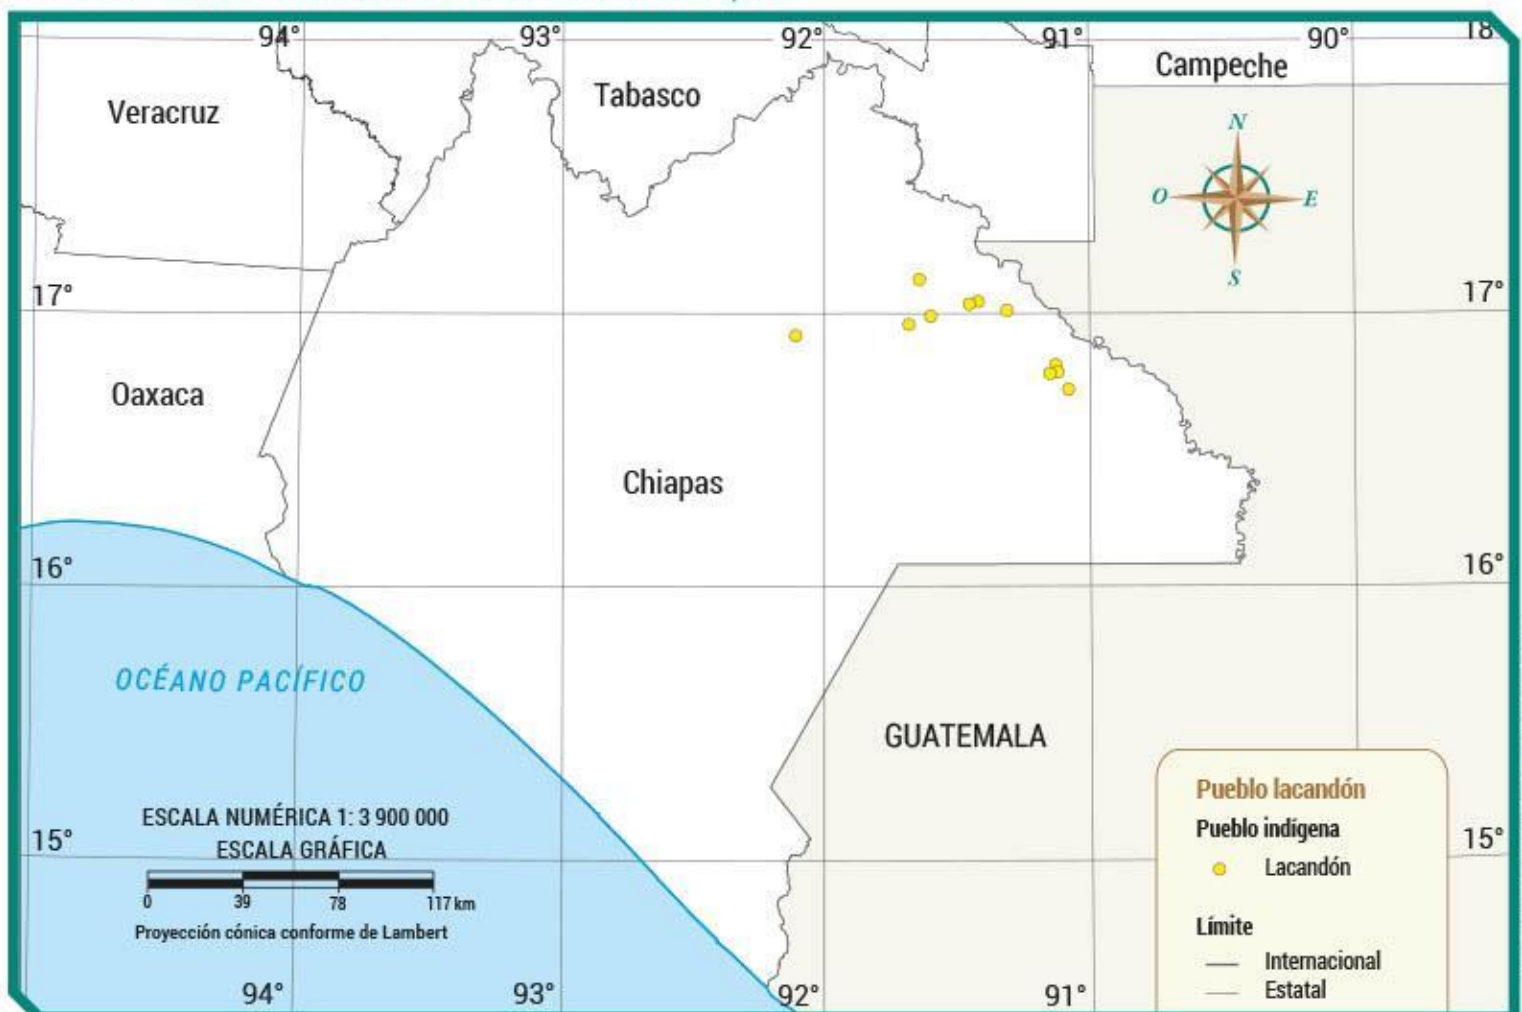 94°
93°
92°
91°
90°
18°
Veracruz
Tabasco
Campeche
N
O
E
S
17°
17°
Oaxaca
Chiapas
16°
16°
OCÉANO PACÍFICO
GUATEMALA
ESCALA NUMÉRICA 1: 3 900 000
ESCALA GRÁFICA
0 39 78 117 km
Proyección cónica conforme de Lambert
15°
15°
Pueblo lacandón
Pueblo indígena
Lacandón
Límite
Internacional
Estatal
94°
93°
92°
91°